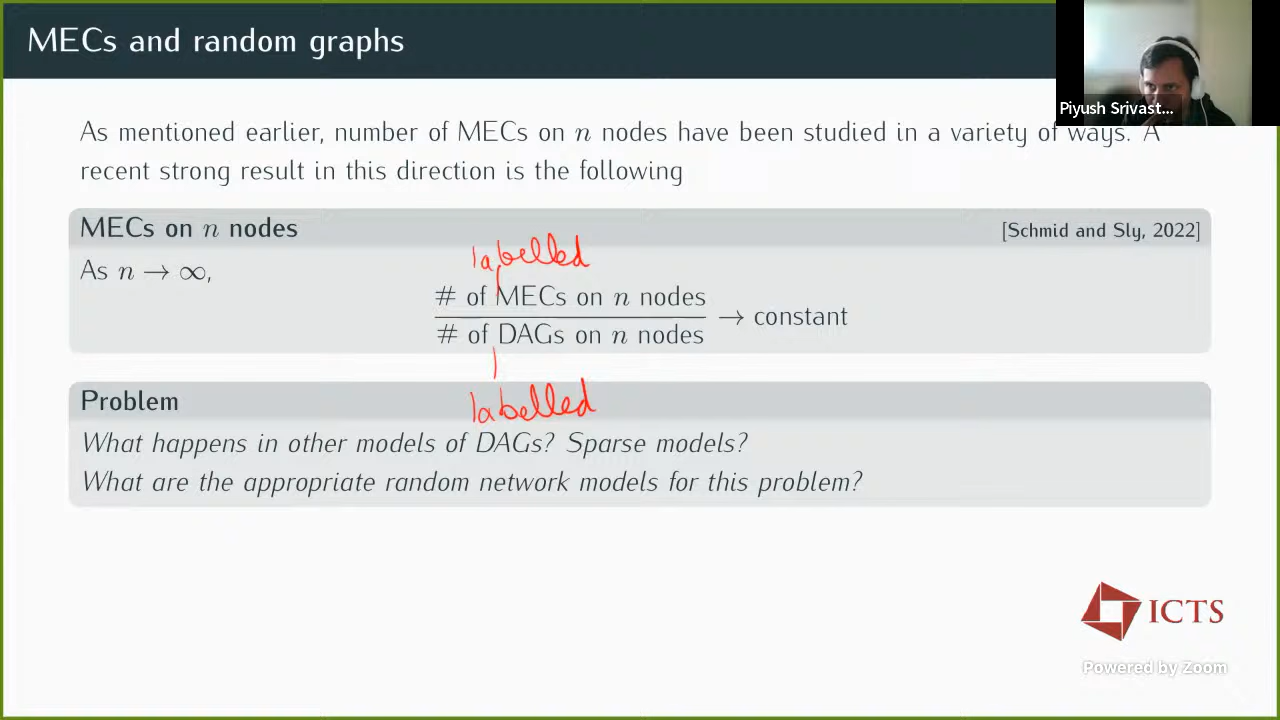 MECs and random graphs
Piyush Srivast...
As mentioned earlier, number of MECs on n nodes have been studied in a variety of ways. A
recent strong result in this direction is the following
MECs on n nodes [Schmid and Sly, 2022]
labelled
As n → ∞,
# of MECs on n nodes
# of DAGs on n nodes
→ constant
labelled
Problem
What happens in other models of DAGs? Sparse models?
What are the appropriate random network models for this problem?
ICTS
Powered by Zoom